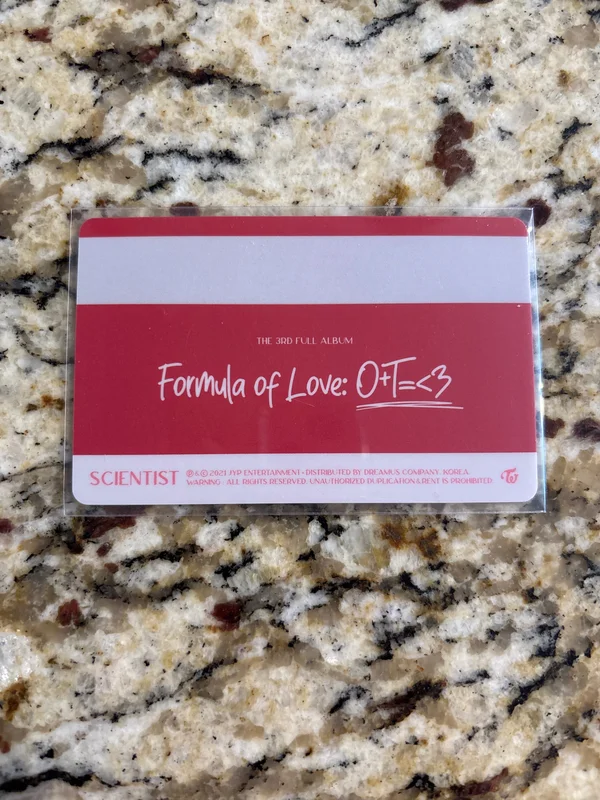 THE 3RD FULL ALBUM
Formula of Love: O+T=<3
SCIENTIST
℗ & © 2021 JYP ENTERTAINMENT • DISTRIBUTED BY DREAMUS COMPANY. KOREA.
WARNING : ALL RIGHTS RESERVED. UNAUTHORIZED DUPLICATION & RENT IS PROHIBITED.